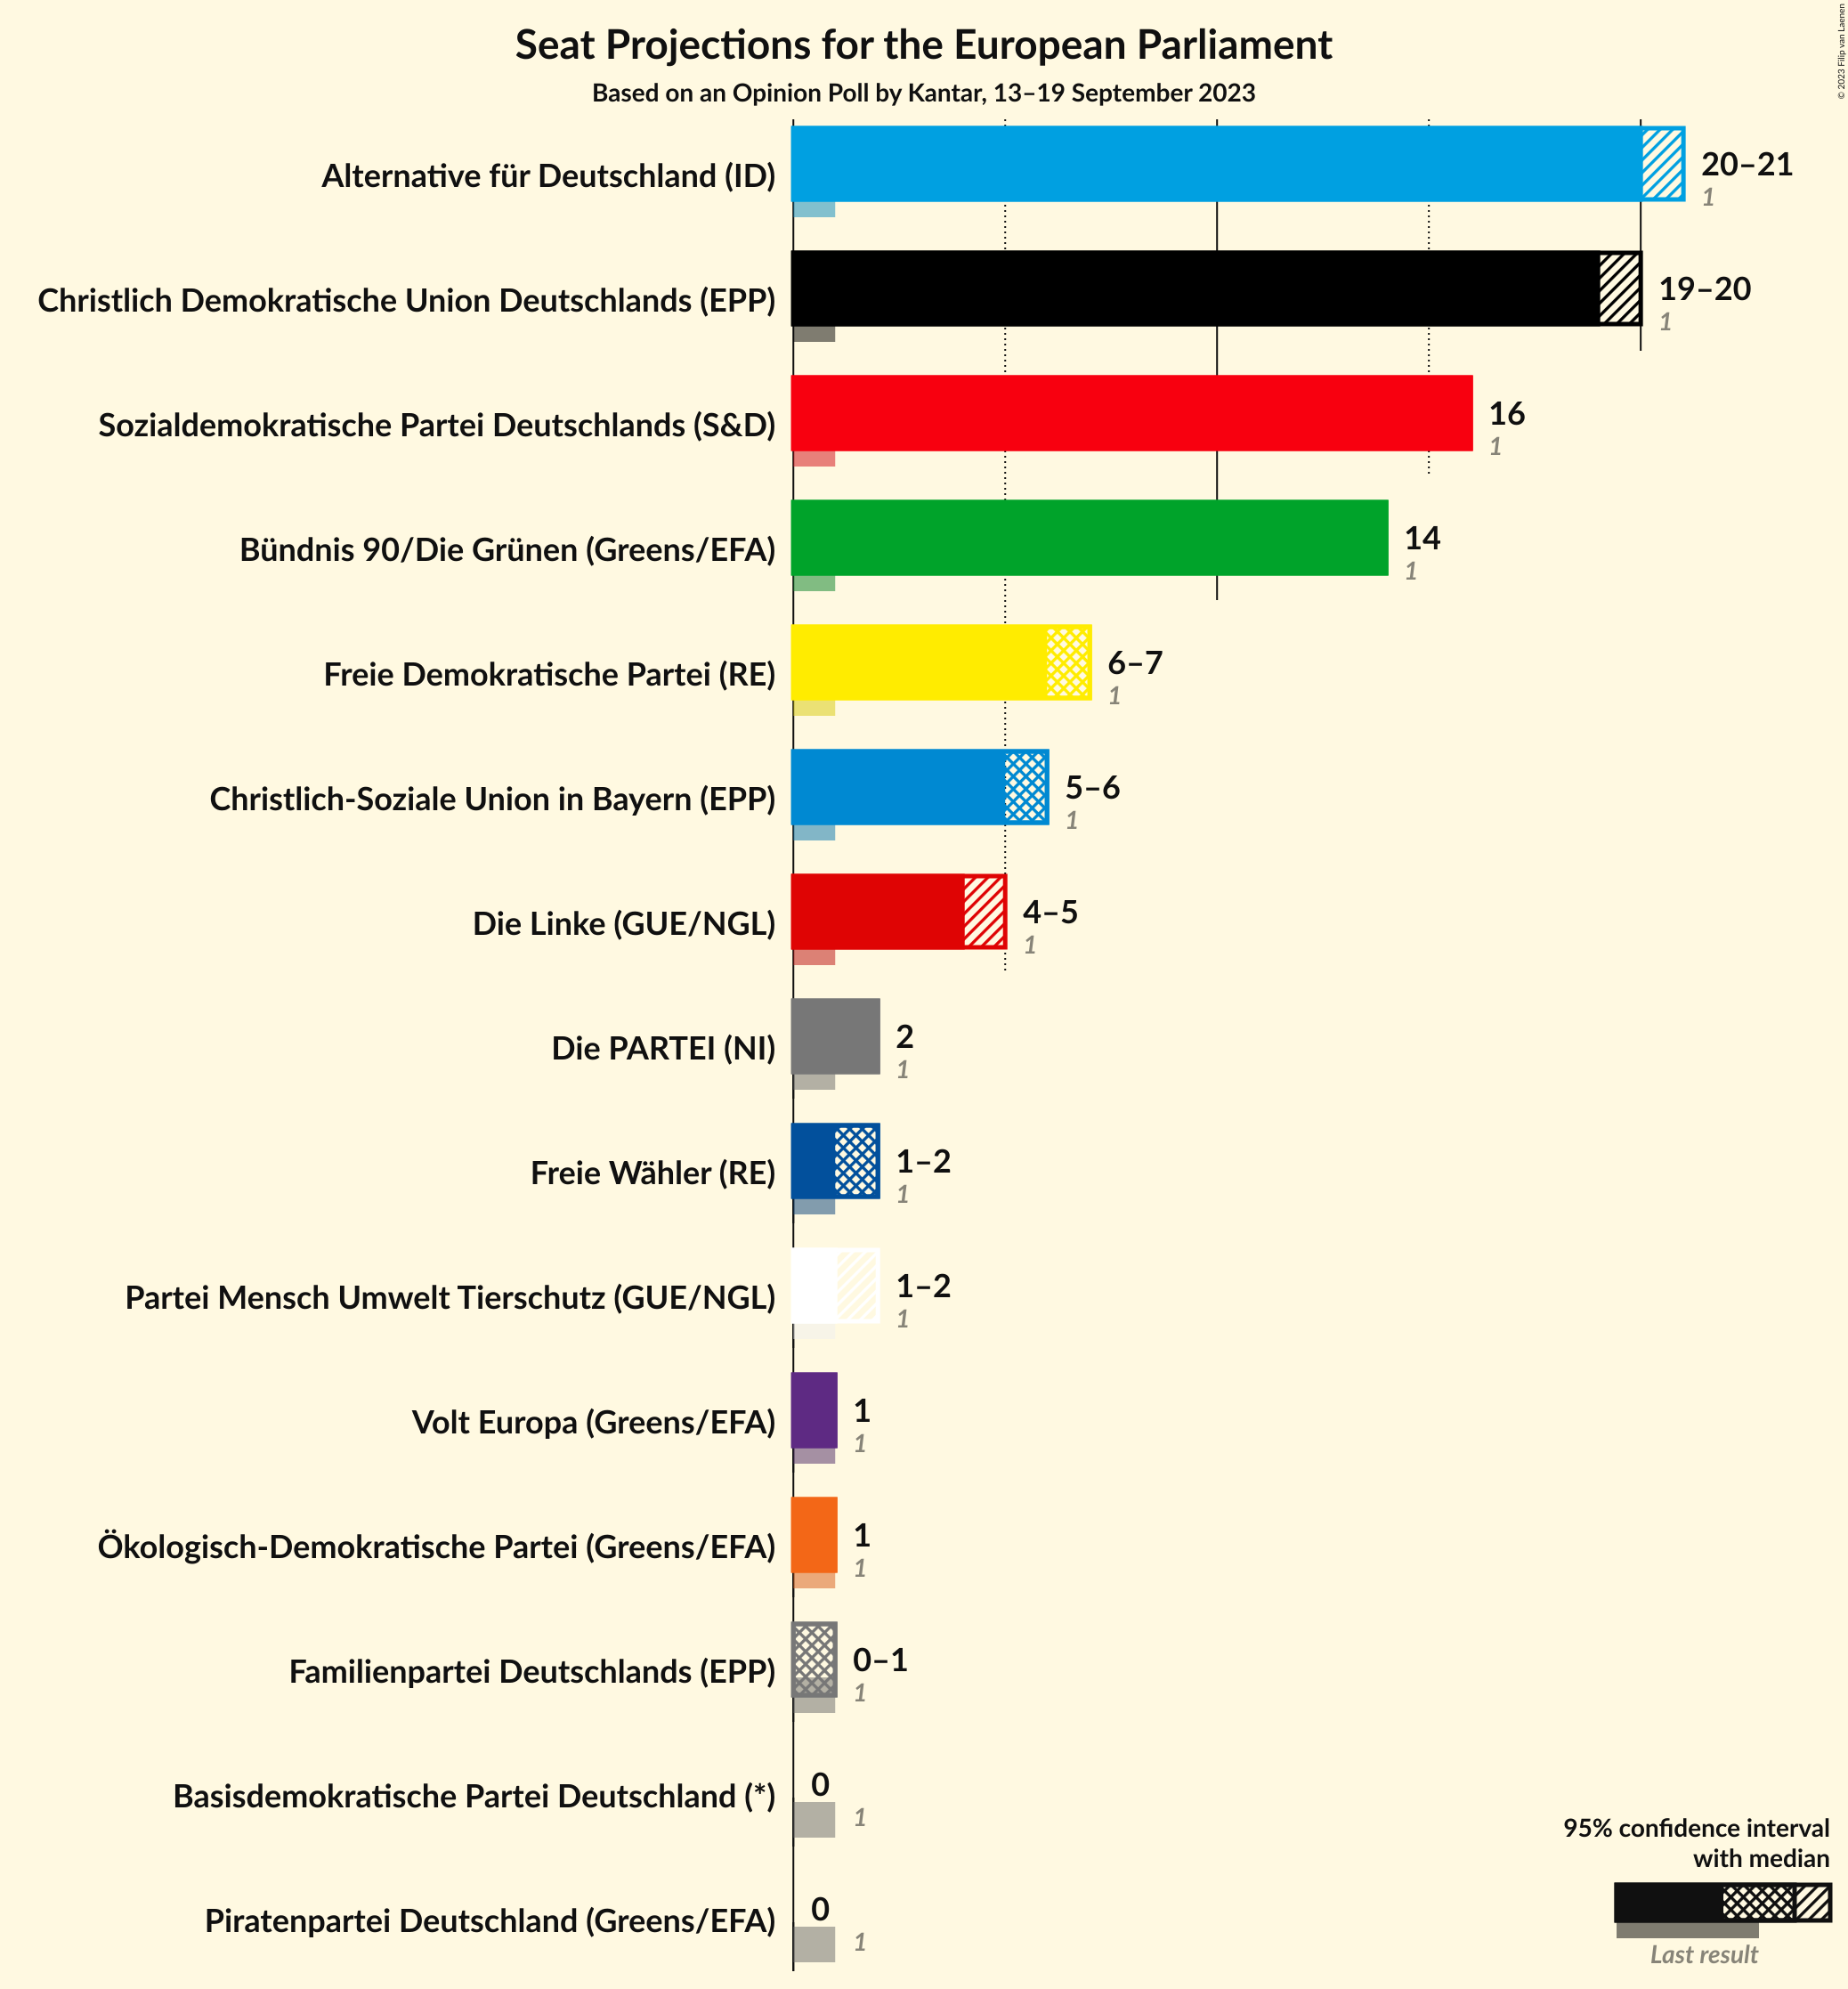 Seat Projections for the European Parliament
Based on an Opinion Poll by Kantar, 13–19 September 2023
© 2023 Filip van Laenen
Alternative für Deutschland (ID)
20–21
1
Christlich Demokratische Union Deutschlands (EPP)
19–20
1
Sozialdemokratische Partei Deutschlands (S&D)
16
1
Bündnis 90/Die Grünen (Greens/EFA)
14
1
Freie Demokratische Partei (RE)
6–7
1
Christlich-Soziale Union in Bayern (EPP)
5–6
1
Die Linke (GUE/NGL)
4–5
1
Die PARTEI (NI)
2
1
Freie Wähler (RE)
1–2
1
Partei Mensch Umwelt Tierschutz (GUE/NGL)
1–2
1
Volt Europa (Greens/EFA)
1
1
Ökologisch-Demokratische Partei (Greens/EFA)
1
1
Familienpartei Deutschlands (EPP)
0–1
1
Basisdemokratische Partei Deutschland (*)
0
1
Piratenpartei Deutschland (Greens/EFA)
0
1
95% confidence interval
with median
Last result